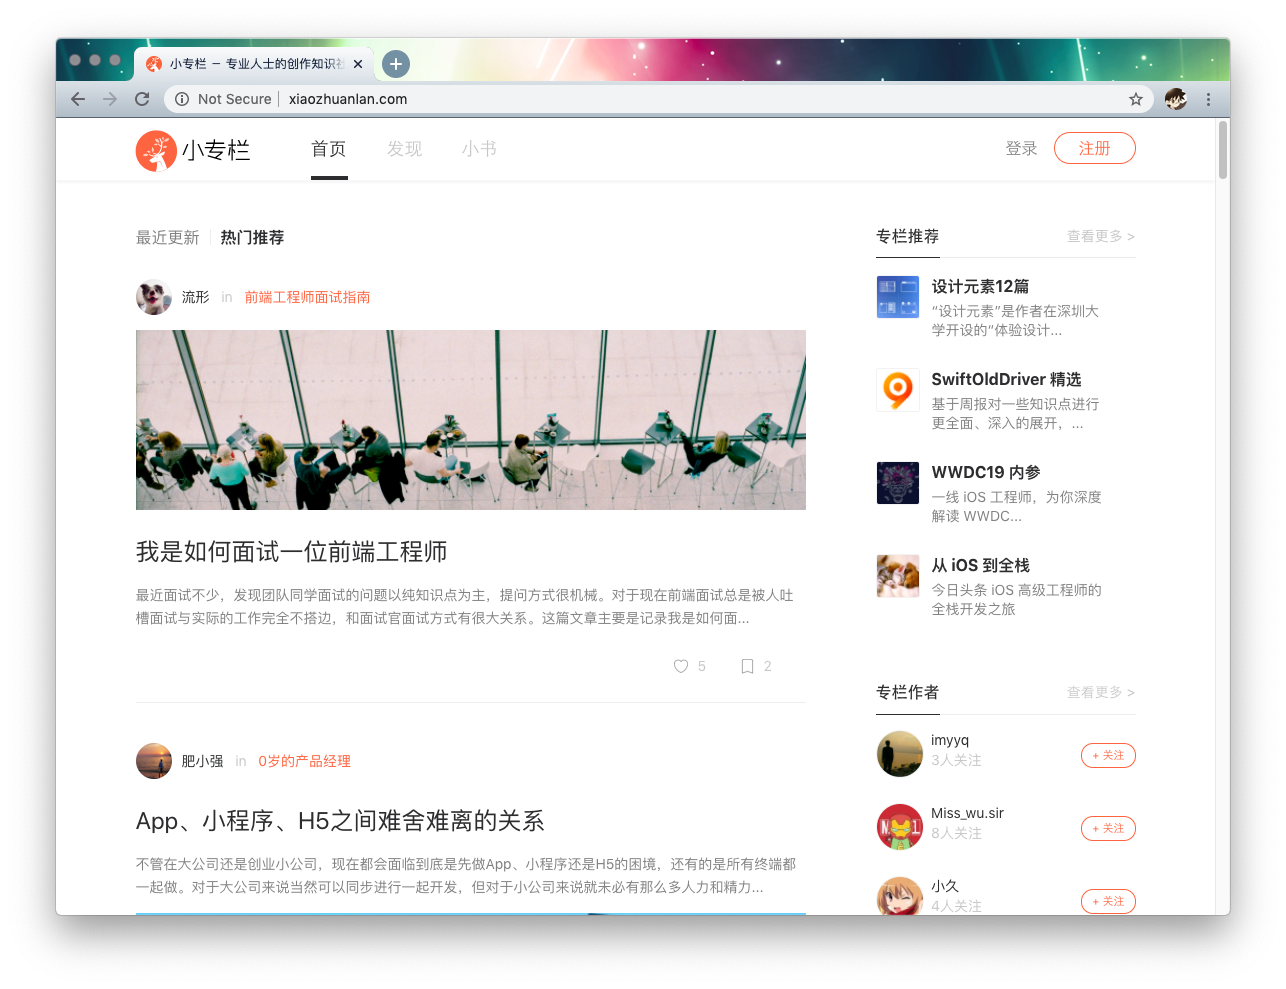 小专栏 — 专业人士的创作知识社
Not Secure
xiaozhuanlan.com
小专栏
首页
发现
小书
登录
注册
最近更新
热门推荐
流形 in 前端工程师面试指南
我是如何面试一位前端工程师
最近面试不少，发现团队同学面试的问题以纯知识点为主，提问方式很机械。对于现在前端面试总是被人吐
槽面试与实际的工作完全不搭边，和面试官面试方式有很大关系。这篇文章主要是记录我是如何面...
5
2
肥小强 in 0岁的产品经理
App、小程序、H5之间难舍难离的关系
不管在大公司还是创业小公司，现在都会面临到底是先做App、小程序还是H5的困境，还有的是所有终端都
一起做。对于大公司来说当然可以同步进行一起开发，但对于小公司来说就未必有那么多人力和精力...
专栏推荐
查看更多 >
设计元素12篇
“设计元素”是作者在深圳大
学开设的“体验设计...
SwiftOldDriver 精选
基于周报对一些知识点进行
更全面、深入的展开，...
WWDC19 内参
一线 iOS 工程师，为你深度
解读 WWDC...
从 iOS 到全栈
今日头条 iOS 高级工程师的
全栈开发之旅
专栏作者
查看更多 >
imyyq
3人关注
+ 关注
Miss_wu.sir
8人关注
+ 关注
小久
4人关注
+ 关注